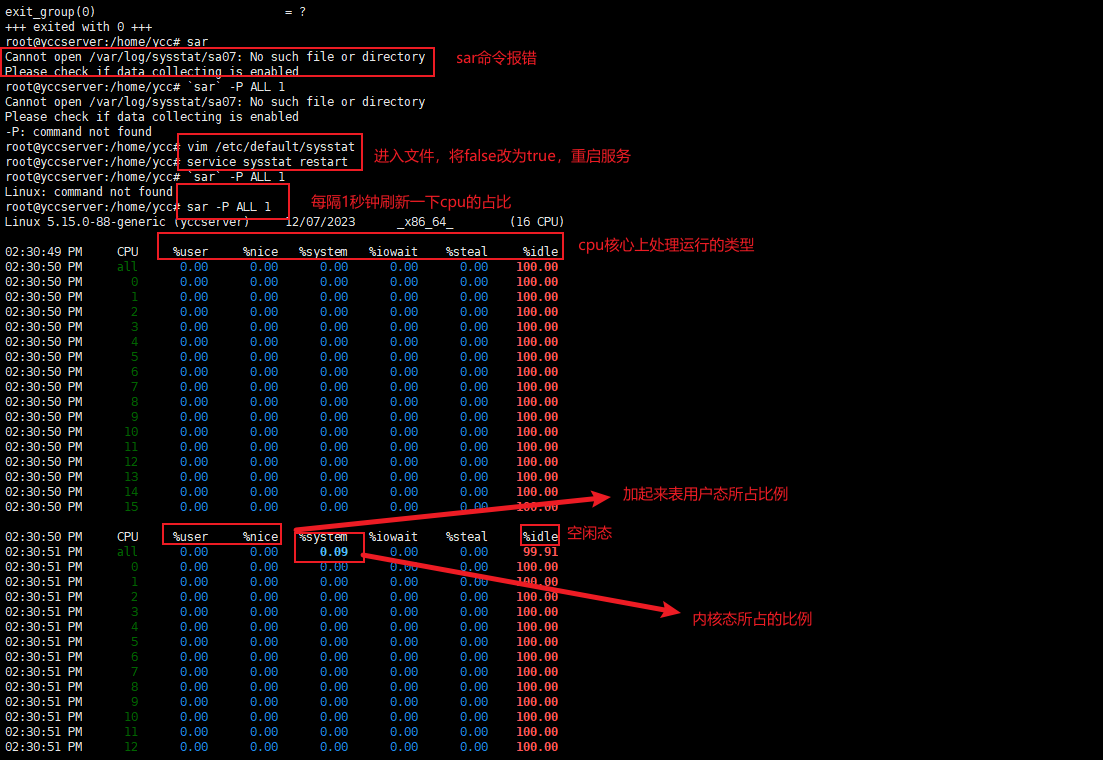 exit_group(0)                           = ?
+++ exited with 0 +++
root@yccserver:/home/ycc# sar
Cannot open /var/log/sysstat/sa07: No such file or directory sar命令报错
Please check if data collecting is enabled
root@yccserver:/home/ycc# `sar` -P ALL 1
Cannot open /var/log/sysstat/sa07: No such file or directory
Please check if data collecting is enabled
-P: command not found
root@yccserver:/home/ycc# vim /etc/default/sysstat
进入文件，将false改为true，重启服务
root@yccserver:/home/ycc# service sysstat restart
root@yccserver:/home/ycc# `sar` -P ALL 1
Linux: command not found
每隔1秒钟刷新一下cpu的占比
root@yccserver:/home/ycc# sar -P ALL 1
Linux 5.15.0-88-generic (yccserver) 12/07/2023 _x86_64_ (16 CPU)
02:30:49 PM CPU %user %nice %system %iowait %steal %idle cpu核心上处理运行的类型
02:30:50 PM all 0.00 0.00 0.00 0.00 0.00 100.00
02:30:50 PM 0 0.00 0.00 0.00 0.00 0.00 100.00
02:30:50 PM 1 0.00 0.00 0.00 0.00 0.00 100.00
02:30:50 PM 2 0.00 0.00 0.00 0.00 0.00 100.00
02:30:50 PM 3 0.00 0.00 0.00 0.00 0.00 100.00
02:30:50 PM 4 0.00 0.00 0.00 0.00 0.00 100.00
02:30:50 PM 5 0.00 0.00 0.00 0.00 0.00 100.00
02:30:50 PM 6 0.00 0.00 0.00 0.00 0.00 100.00
02:30:50 PM 7 0.00 0.00 0.00 0.00 0.00 100.00
02:30:50 PM 8 0.00 0.00 0.00 0.00 0.00 100.00
02:30:50 PM 9 0.00 0.00 0.00 0.00 0.00 100.00
02:30:50 PM 10 0.00 0.00 0.00 0.00 0.00 100.00
02:30:50 PM 11 0.00 0.00 0.00 0.00 0.00 100.00
02:30:50 PM 12 0.00 0.00 0.00 0.00 0.00 100.00
02:30:50 PM 13 0.00 0.00 0.00 0.00 0.00 100.00
02:30:50 PM 14 0.00 0.00 0.00 0.00 0.00 100.00 加起来表用户态所占比例
02:30:50 PM 15 0.00 0.00 0.00 0.00 0.00 100.00
02:30:50 PM CPU %user %nice %system %iowait %steal %idle 空闲态
02:30:51 PM all 0.00 0.00 0.09 0.00 0.00 99.91
02:30:51 PM 0 0.00 0.00 0.00 0.00 0.00 100.00
02:30:51 PM 1 0.00 0.00 0.00 0.00 0.00 100.00
02:30:51 PM 2 0.00 0.00 0.00 0.00 0.00 100.00
02:30:51 PM 3 0.00 0.00 0.00 0.00 0.00 100.00
02:30:51 PM 4 0.00 0.00 0.00 0.00 0.00 100.00 内核态所占的比例
02:30:51 PM 5 0.00 0.00 0.00 0.00 0.00 100.00
02:30:51 PM 6 0.00 0.00 0.00 0.00 0.00 100.00
02:30:51 PM 7 0.00 0.00 0.00 0.00 0.00 100.00
02:30:51 PM 8 0.00 0.00 0.00 0.00 0.00 100.00
02:30:51 PM 9 0.00 0.00 0.00 0.00 0.00 100.00
02:30:51 PM 10 0.00 0.00 0.00 0.00 0.00 100.00
02:30:51 PM 11 0.00 0.00 0.00 0.00 0.00 100.00
02:30:51 PM 12 0.00 0.00 0.00 0.00 0.00 100.00